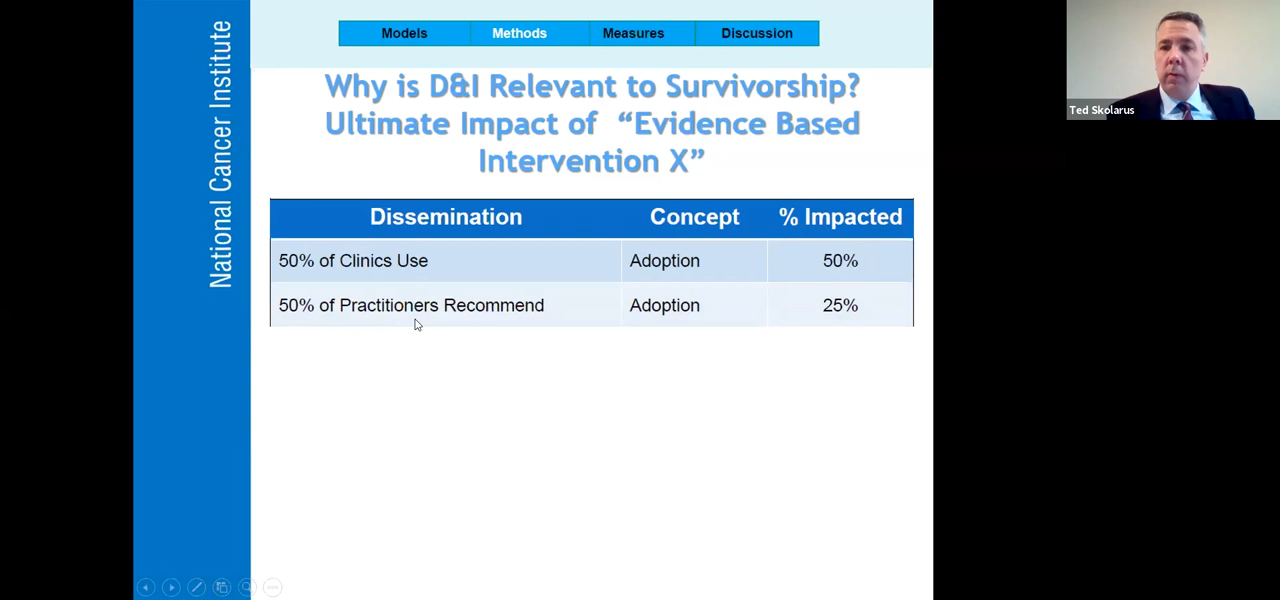 National Cancer Institute
Models Methods Measures Discussion
Why is D&I Relevant to Survivorship?
Ultimate Impact of “Evidence Based
Intervention X”
Dissemination Concept % Impacted
50% of Clinics Use Adoption 50%
50% of Practitioners Recommend Adoption 25%
Ted Skolarus